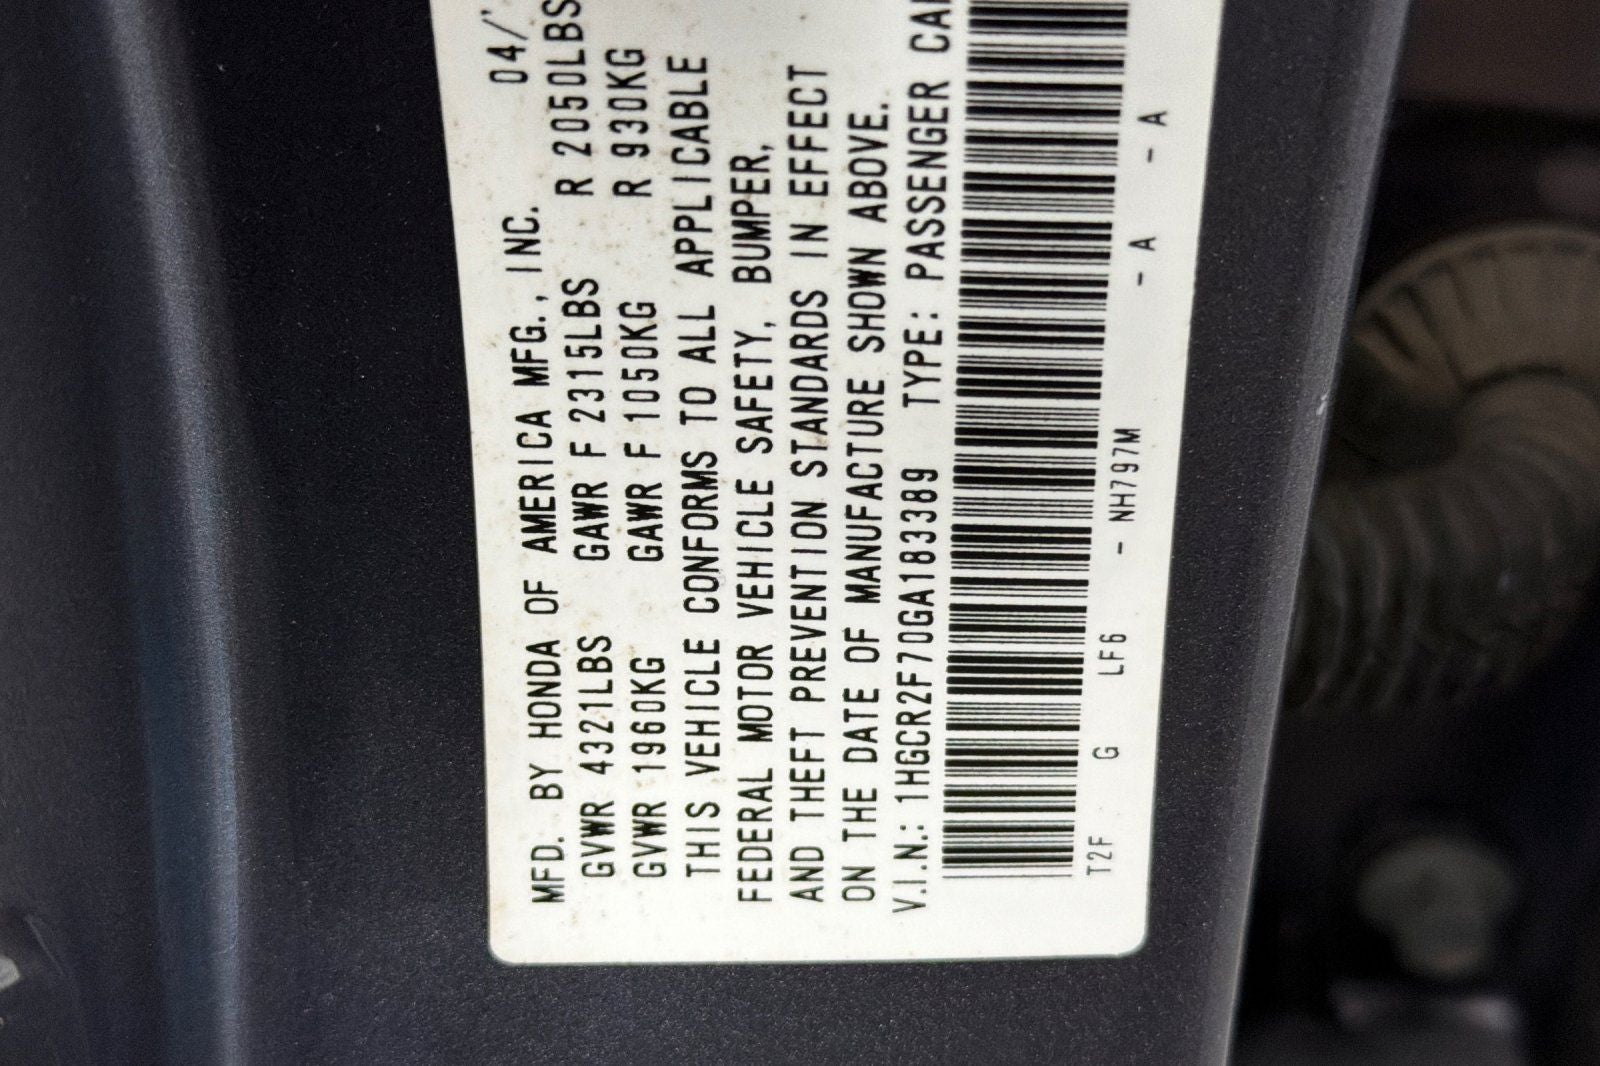 MFD. BY HONDA OF AMERICA MFG., INC. 04/
GVWR 4321LBS GAWR F 2315LBS R 2050LBS
GVWR 1960KG GAWR F 1050KG R 930KG
THIS VEHICLE CONFORMS TO ALL APPLICABLE
FEDERAL MOTOR VEHICLE SAFETY, BUMPER,
AND THEFT PREVENTION STANDARDS IN EFFECT
ON THE DATE OF MANUFACTURE SHOWN ABOVE.
V.I.N.: 1HGCR2F70GA183389 TYPE: PASSENGER CAR
T2F G LF6 - NH797M - A - A